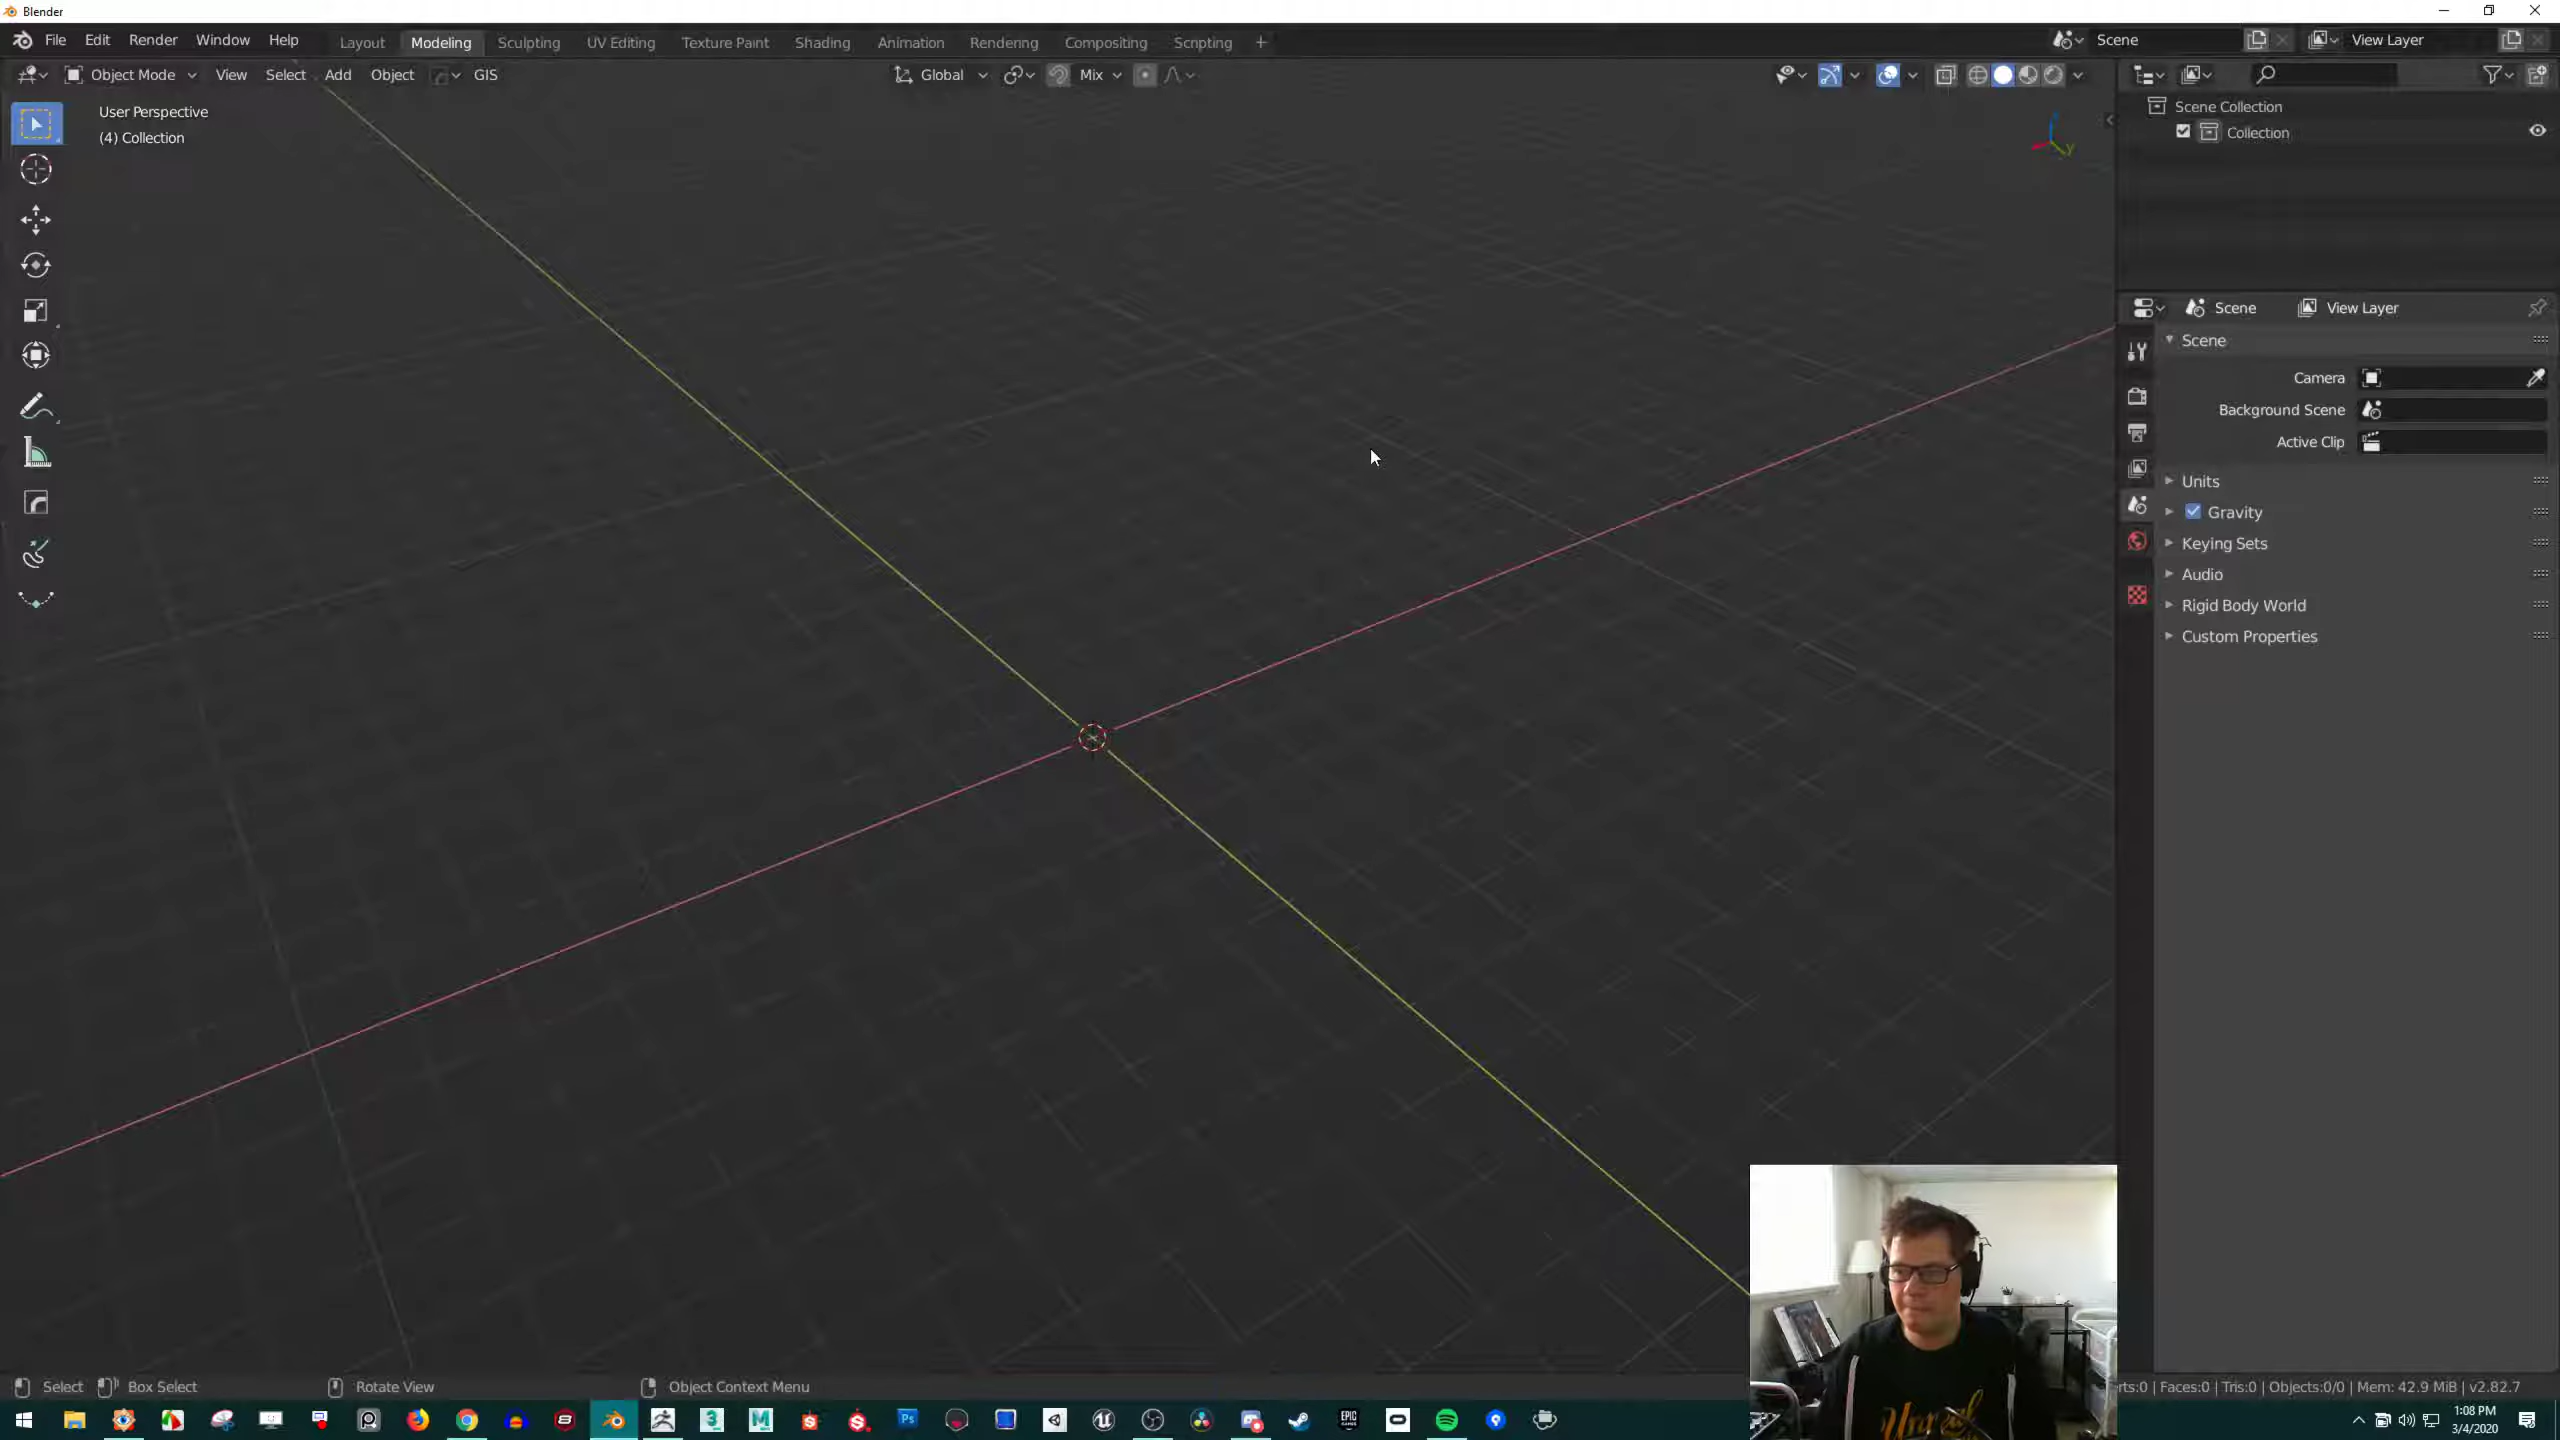 Blender
File Edit Render Window Help Layout Modeling Sculpting UV Editing Texture Paint Shading Animation Rendering Compositing Scripting + Scene View Layer
Object Mode View Select Add Object GIS Global Mix
User Perspective
(4) Collection
Scene Collection
Collection
Scene View Layer
Scene
Camera
Background Scene
Active Clip
Units
Gravity
Keying Sets
Audio
Rigid Body World
Custom Properties
Select Box Select Rotate View Object Context Menu
rts:0 | Faces:0 | Tris:0 | Objects:0/0 | Mem: 42.9 MiB | v2.82.7
1:08 PM
3/4/2020
Unreal